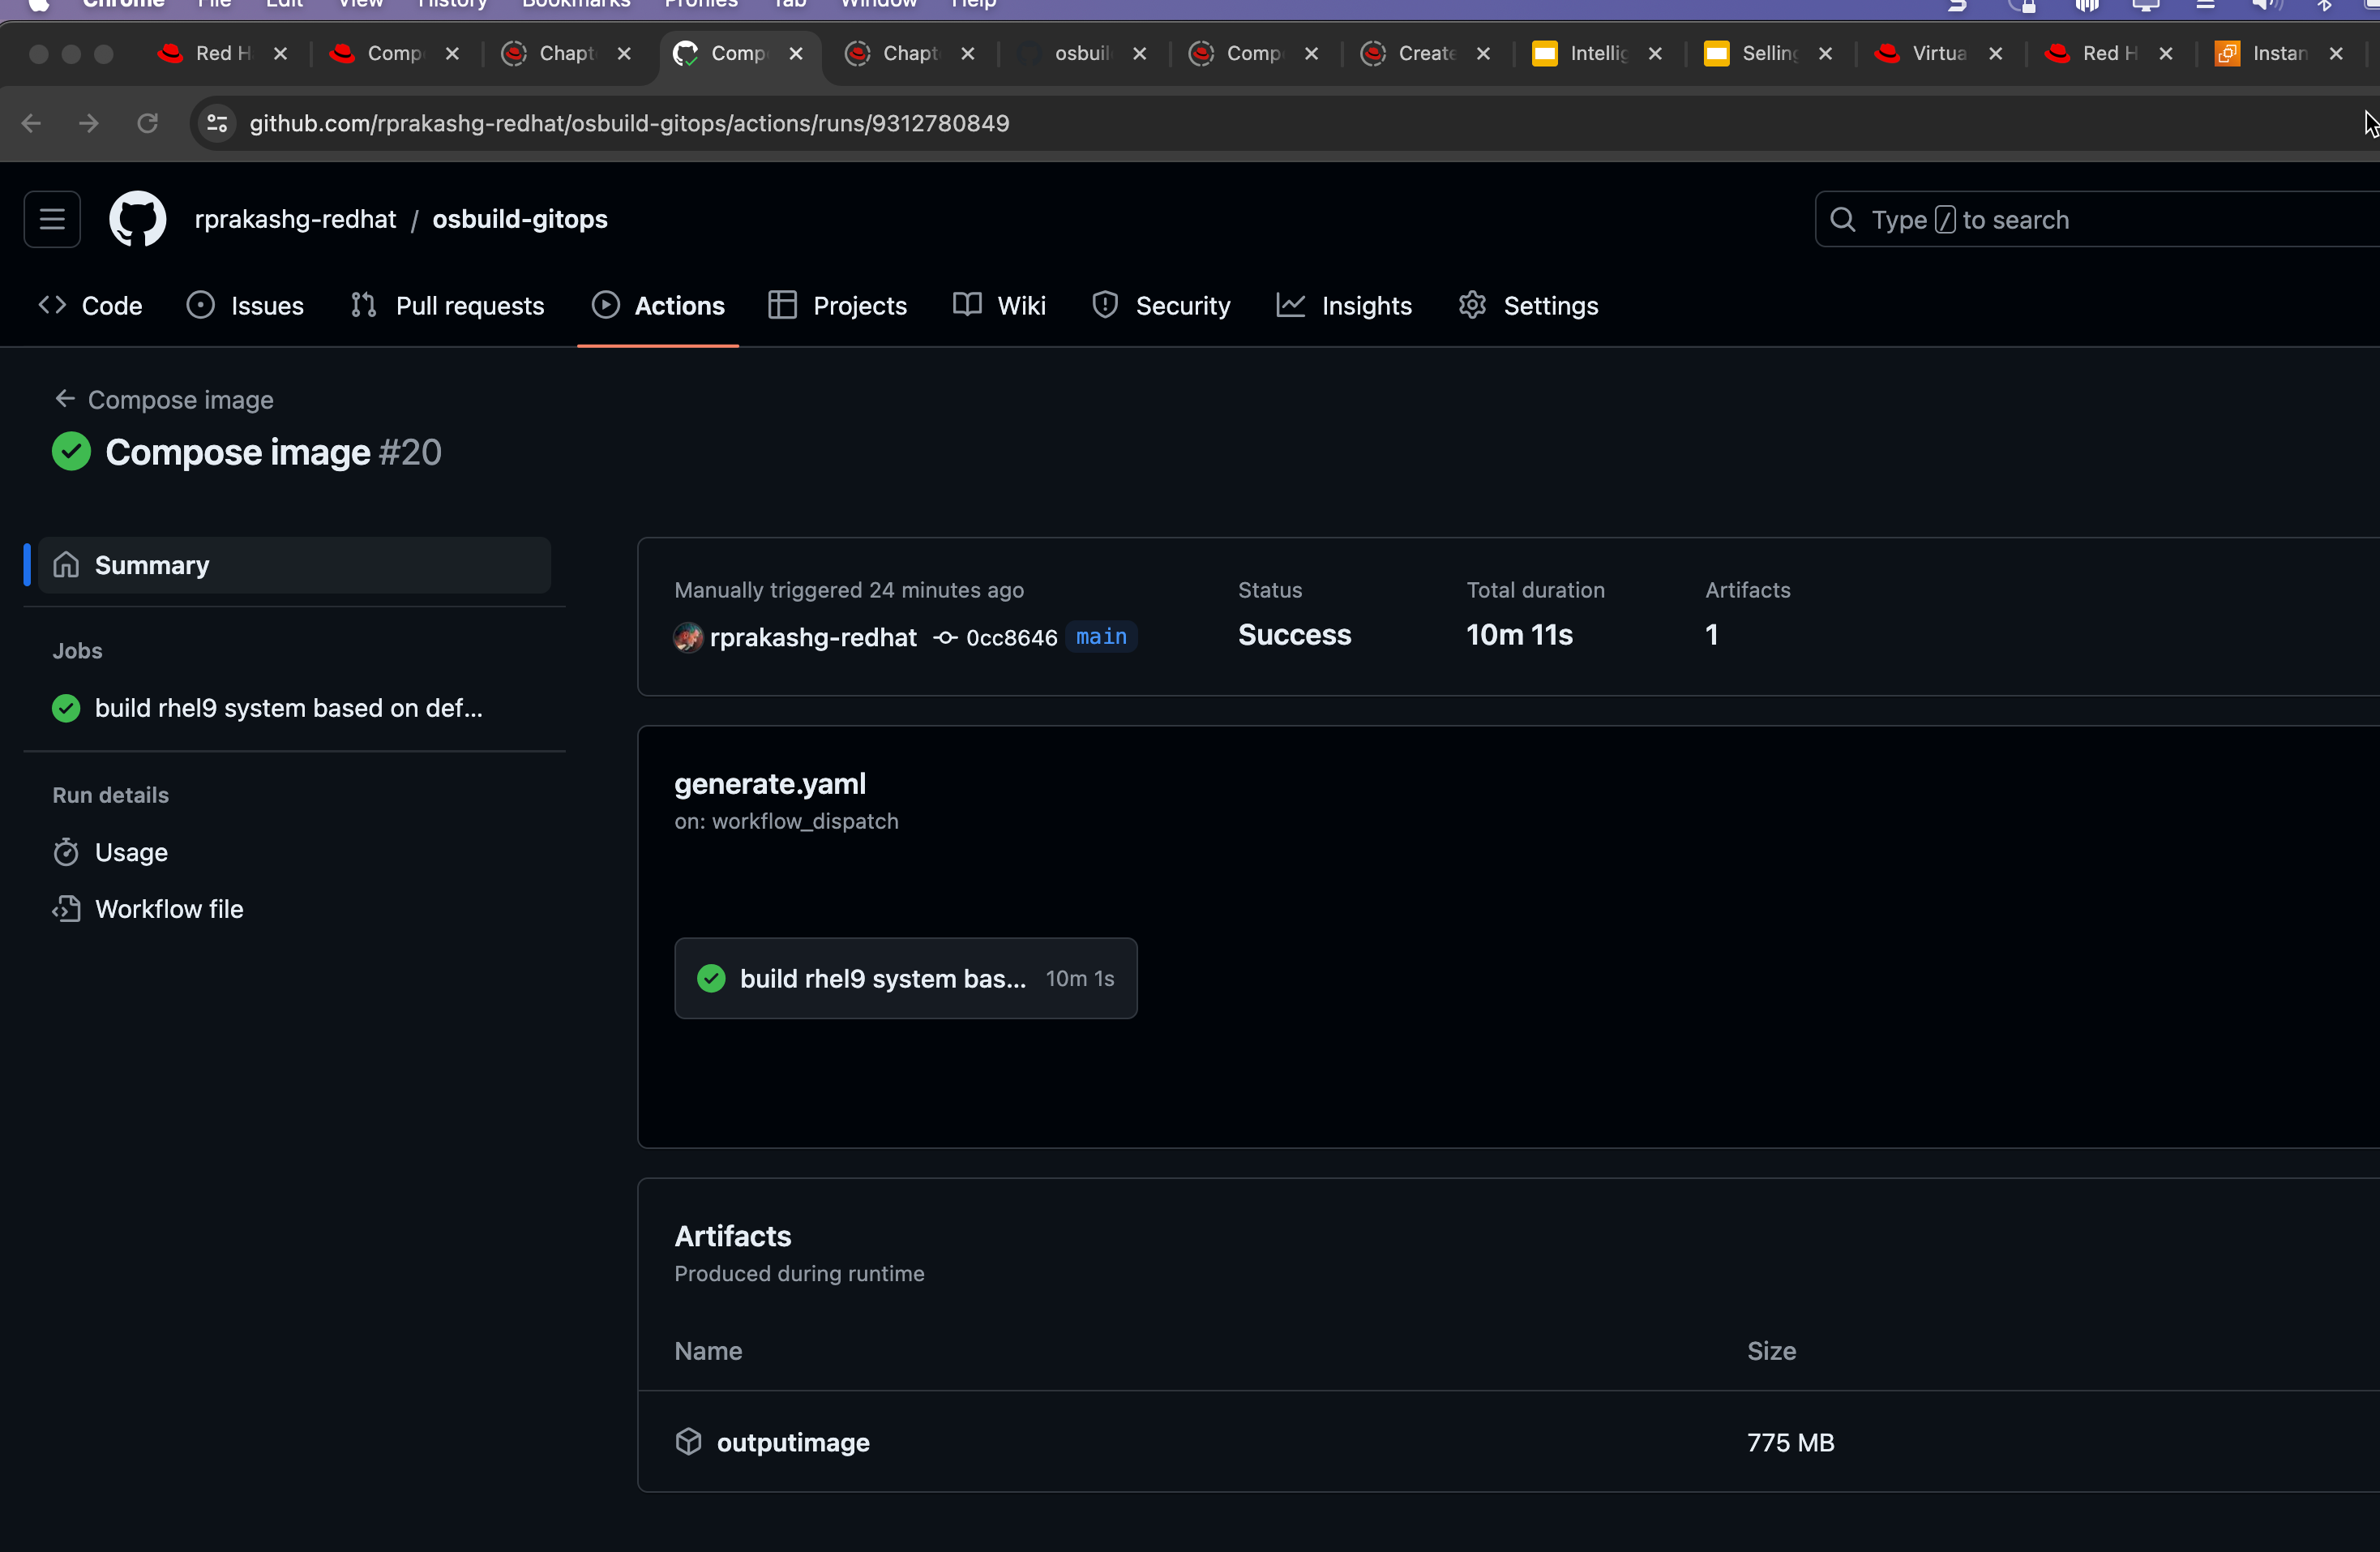 Chrome File Edit View History Bookmarks Profiles Tab Window Help
Red H Comp Chapt Comp Chapt osbuil Comp Create Intellig Selling Virtua Red H Instan
github.com/rprakashg-redhat/osbuild-gitops/actions/runs/9312780849
rprakashg-redhat / osbuild-gitops
Type / to search
Code Issues Pull requests Actions Projects Wiki Security Insights Settings
Compose image
Compose image #20
Summary
Jobs
build rhel9 system based on def...
Run details
Usage
Workflow file
Manually triggered 24 minutes ago Status Total duration Artifacts
rprakashg-redhat 0cc8646 main Success 10m 11s 1
generate.yaml
on: workflow_dispatch
build rhel9 system bas... 10m 1s
Artifacts
Produced during runtime
Name Size
outputimage 775 MB